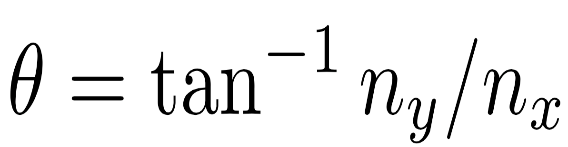 θ = tan⁻¹ n_y/n_x